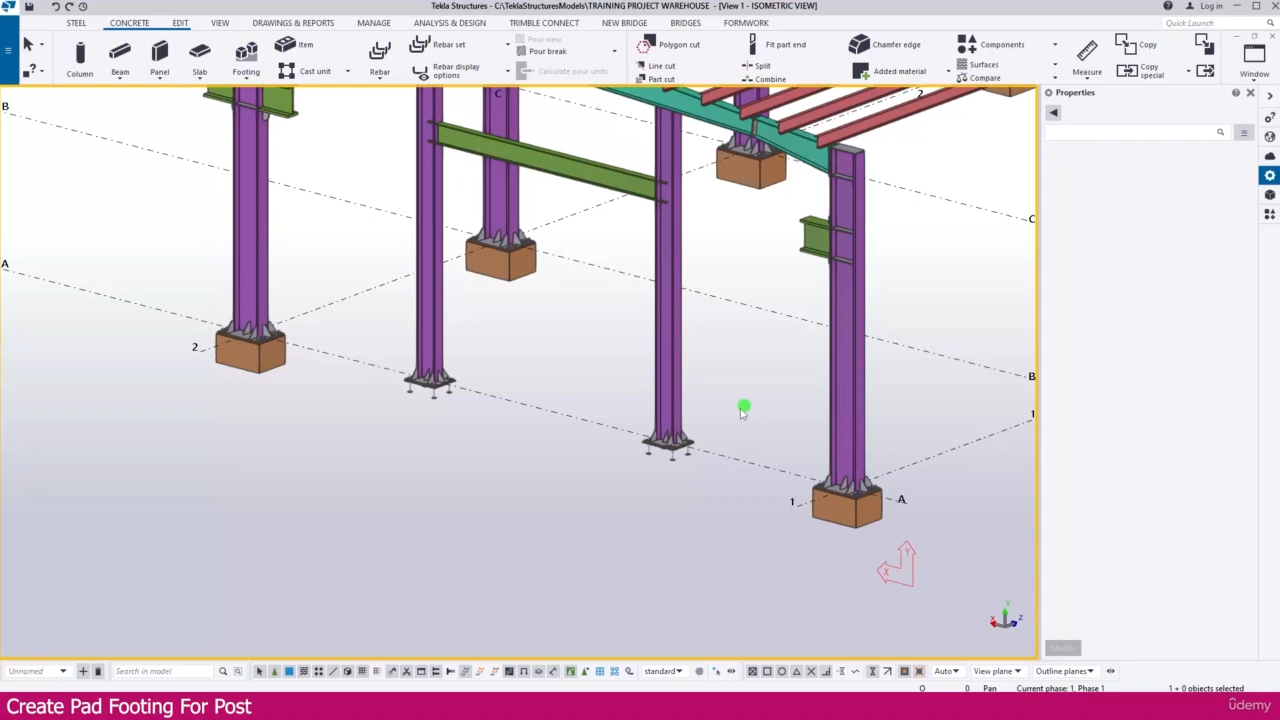 Tekla Structures - C:\TeklaStructuresModels\TRAINING PROJECT WAREHOUSE - [View 1 - ISOMETRIC VIEW]
Log in
STEEL CONCRETE EDIT VIEW DRAWINGS & REPORTS MANAGE ANALYSIS & DESIGN TRIMBLE CONNECT NEW BRIDGE BRIDGES FORMWORK Quick Launch
Column Beam Panel Slab Footing
Item
Cast unit
Rebar
Rebar set
Rebar display
options
Pour view
Pour break
Calculate pour units
Polygon cut
Line cut
Part cut
Fit part end
Split
Combine
Chamfer edge
Added material
Components
Surfaces
Compare
Measure
Copy
Copy
special
Window
Properties
B
C
2
C
A
2
B
1
1
A
Y
X
Y
X
Z
Modify
Unnamed
Search in model
standard
Auto
View plane
Outline planes
O 0 Pan Current phase: 1, Phase 1 1 + 0 objects selected
Create Pad Footing For Post
ûdemy